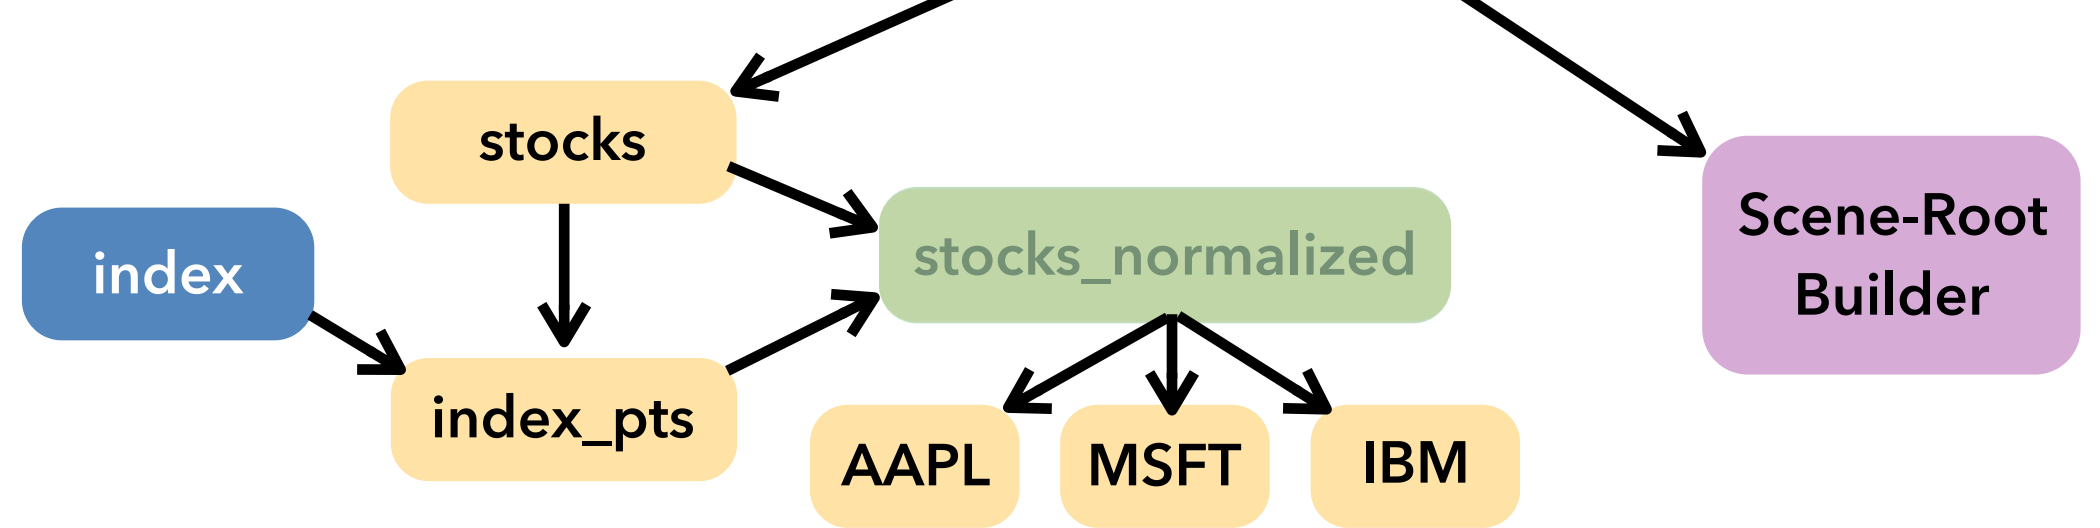 stocks
index
stocks_normalized
Scene-Root
Builder
index_pts
AAPL
MSFT
IBM